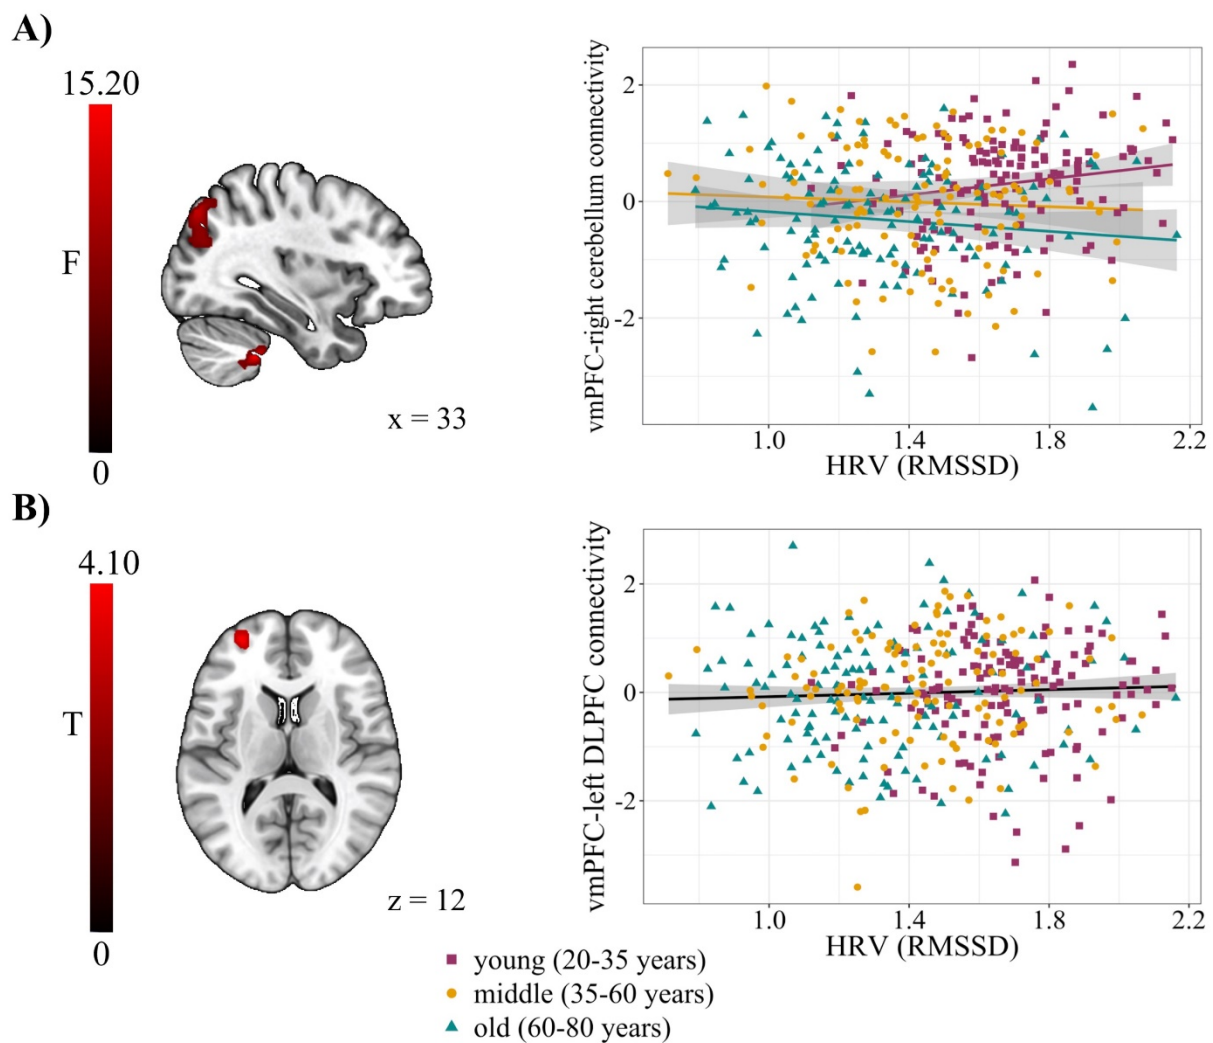 A)
15.20
F
0
x = 33
vmPFC-right cerebellum connectivity
2
0
-2
1.0 1.4 1.8 2.2
HRV (RMSSD)
B)
4.10
T
0
z = 12
vmPFC-left DLPFC connectivity
2
0
-2
1.0 1.4 1.8 2.2
HRV (RMSSD)
young (20-35 years)
middle (35-60 years)
old (60-80 years)